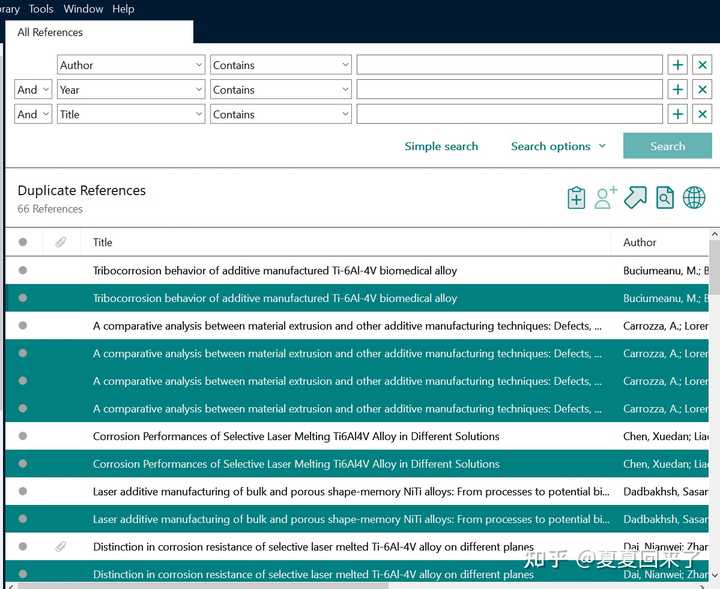 rary Tools Window Help
All References
Author Contains
And Year Contains
And Title Contains
Simple search Search options Search
Duplicate References
66 References
Title Author
Tribocorrosion behavior of additive manufactured Ti-6Al-4V biomedical alloy Buciumeanu, M.; B
Tribocorrosion behavior of additive manufactured Ti-6Al-4V biomedical alloy Buciumeanu, M.; B
A comparative analysis between material extrusion and other additive manufacturing techniques: Defects, ... Carrozza, A.; Loren
A comparative analysis between material extrusion and other additive manufacturing techniques: Defects, ... Carrozza, A.; Loren
A comparative analysis between material extrusion and other additive manufacturing techniques: Defects, ... Carrozza, A.; Loren
A comparative analysis between material extrusion and other additive manufacturing techniques: Defects, ... Carrozza, A.; Loren
Corrosion Performances of Selective Laser Melting Ti6Al4V Alloy in Different Solutions Chen, Xuedan; Liao
Corrosion Performances of Selective Laser Melting Ti6Al4V Alloy in Different Solutions Chen, Xuedan; Liao
Laser additive manufacturing of bulk and porous shape-memory NiTi alloys: From processes to potential bi... Dadbakhsh, Sasan
Laser additive manufacturing of bulk and porous shape-memory NiTi alloys: From processes to potential bi... Dadbakhsh, Sasan
Distinction in corrosion resistance of selective laser melted Ti-6Al-4V alloy on different planes Dai, Nianwei; Zhan
知乎 @夏夏回来了
Distinction in corrosion resistance of selective laser melted Ti-6Al-4V alloy on different planes Dai, Nianwei; Zhan